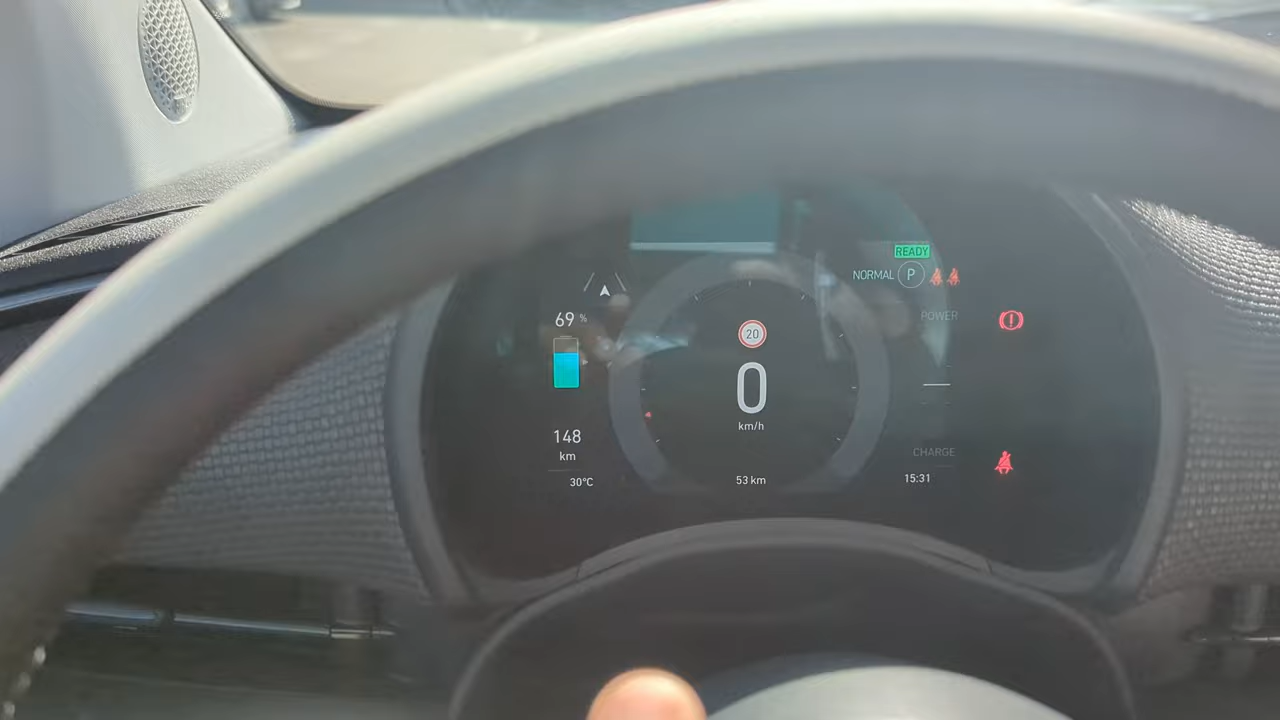 READY
NORMAL P
69 %
POWER
20
0
km/h
148
km
CHARGE
30°C
53 km
15:31